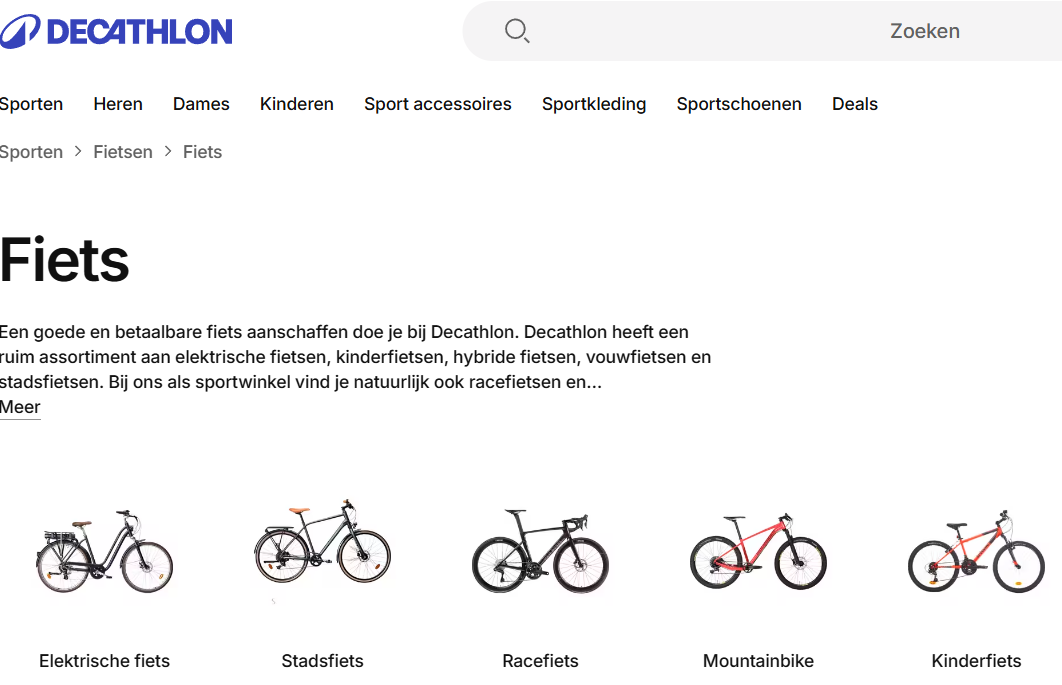 DECATHLON
Zoeken
Sporten Heren Dames Kinderen Sport accessoires Sportkleding Sportschoenen Deals
Sporten > Fietsen > Fiets
Fiets
Een goede en betaalbare fiets aanschaffen doe je bij Decathlon. Decathlon heeft een
ruim assortiment aan elektrische fietsen, kinderfietsen, hybride fietsen, vouwfietsen en
stadsfietsen. Bij ons als sportwinkel vind je natuurlijk ook racefietsen en...
Meer
Elektrische fiets Stadsfiets Racefiets Mountainbike Kinderfiets